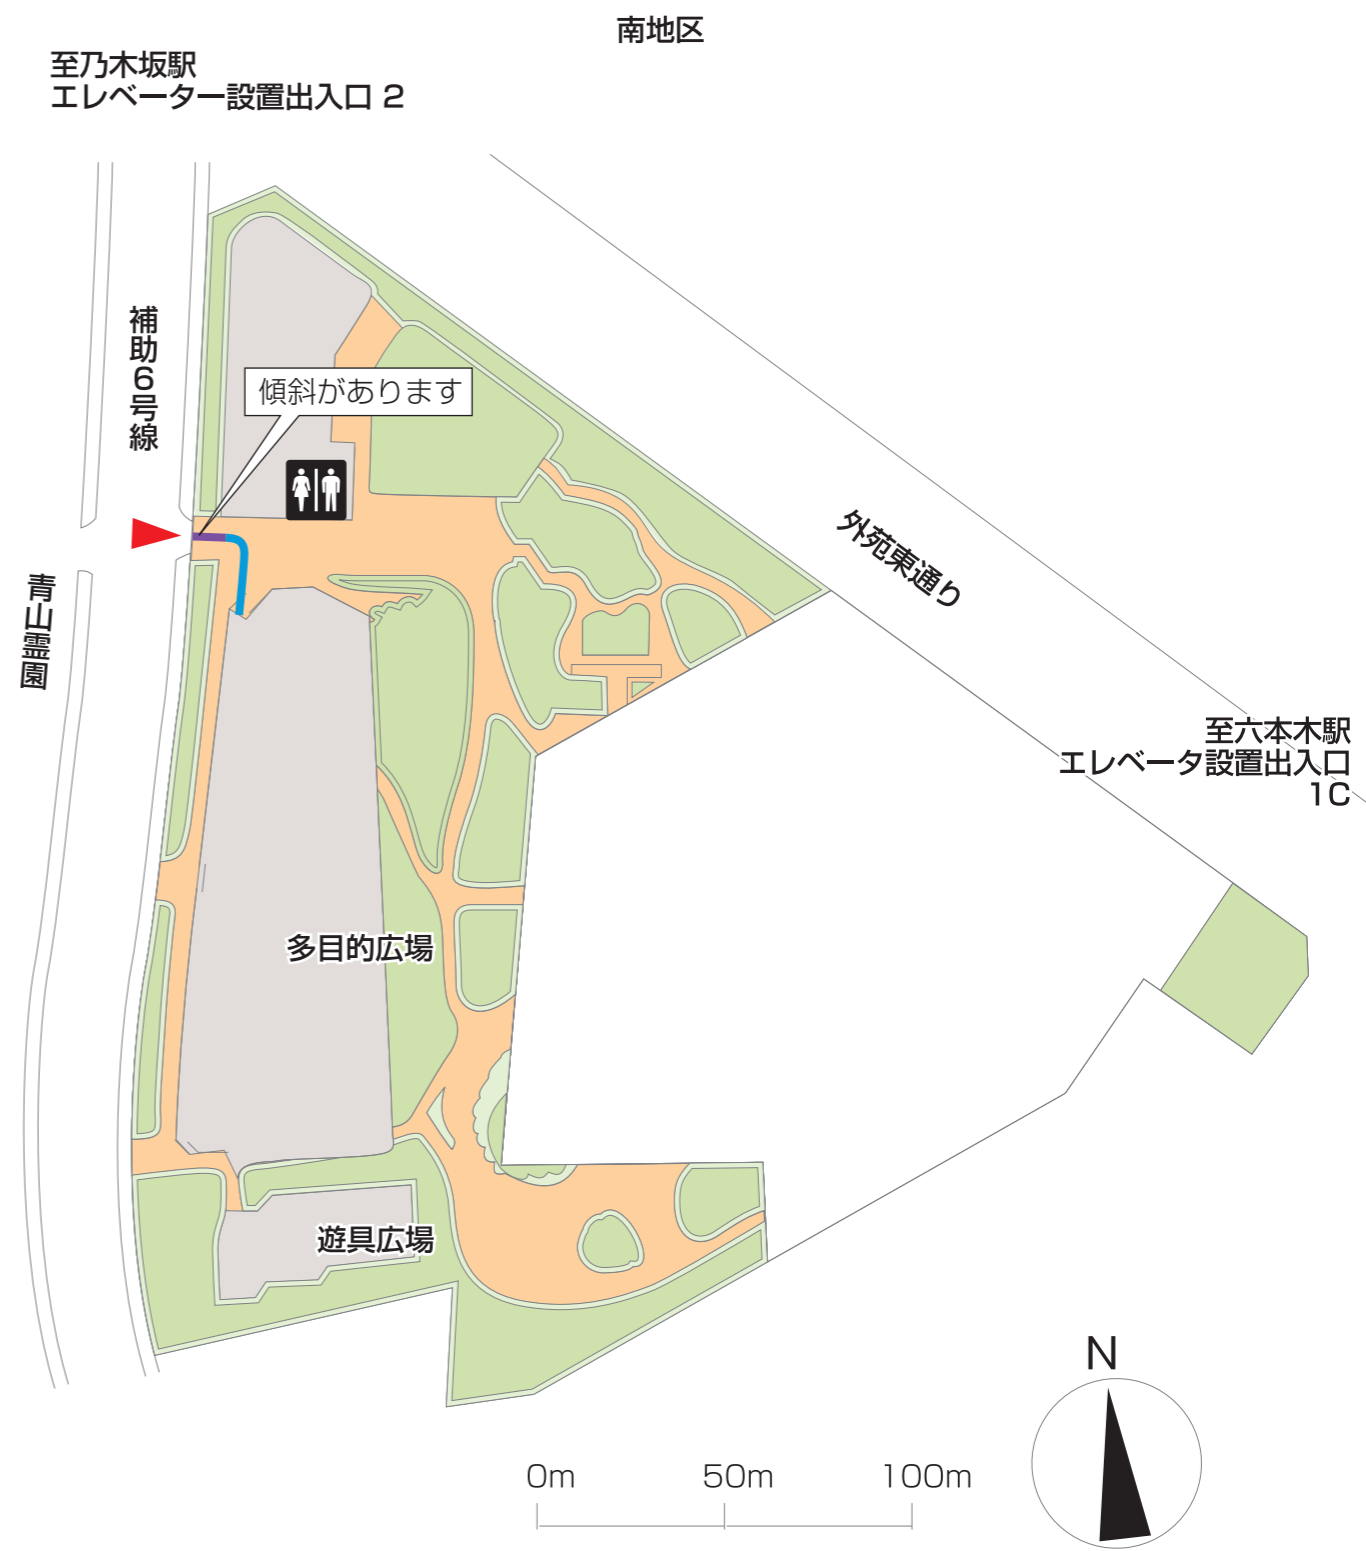 南地区
至乃木坂駅
エレベーター設置出入口 2
補助6号線
傾斜があります
外苑東通り
青山霊園
至六本木駅
エレベータ設置出入口
1C
多目的広場
遊具広場
N
0m 50m 100m